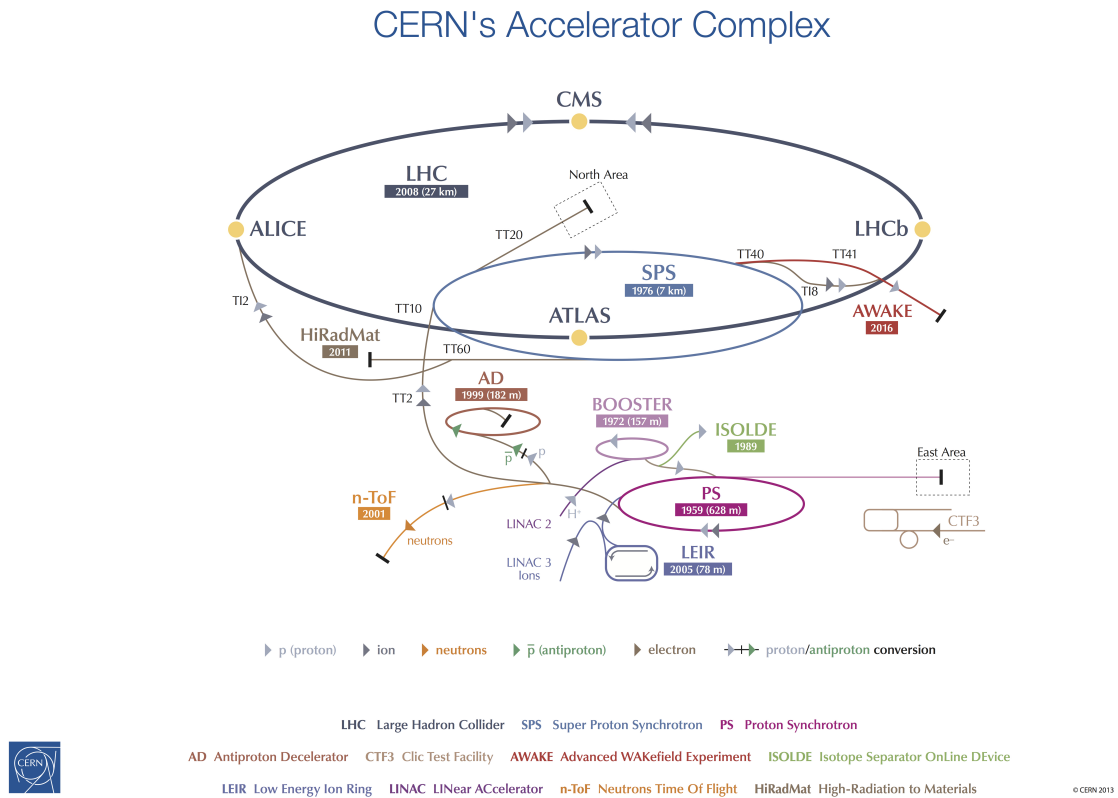 CERN's Accelerator Complex
CMS
LHC
2008 (27 km)
North Area
ALICE
LHCb
TT20
TT40
TT41
SPS
1976 (7 km)
TI8
TI2
TT10
ATLAS
AWAKE
2016
HiRadMat
2011
TT60
AD
1999 (182 m)
TT2
BOOSTER
1972 (157 m)
ISOLDE
1989
p
p̅
East Area
n-ToF
2001
PS
1959 (628 m)
H⁺
LINAC 2
neutrons
CTF3
e⁻
LEIR
2005 (78 m)
LINAC 3
Ions
p (proton)
ion
neutrons
p̅ (antiproton)
electron
proton/antiproton conversion
LHC Large Hadron Collider SPS Super Proton Synchrotron PS Proton Synchrotron
AD Antiproton Decelerator CTF3 Clic Test Facility AWAKE Advanced WAKefield Experiment ISOLDE Isotope Separator OnLine DEvice
LEIR Low Energy Ion Ring LINAC LINear ACcelerator n-ToF Neutrons Time Of Flight HiRadMat High-Radiation to Materials
CERN
© CERN 2013